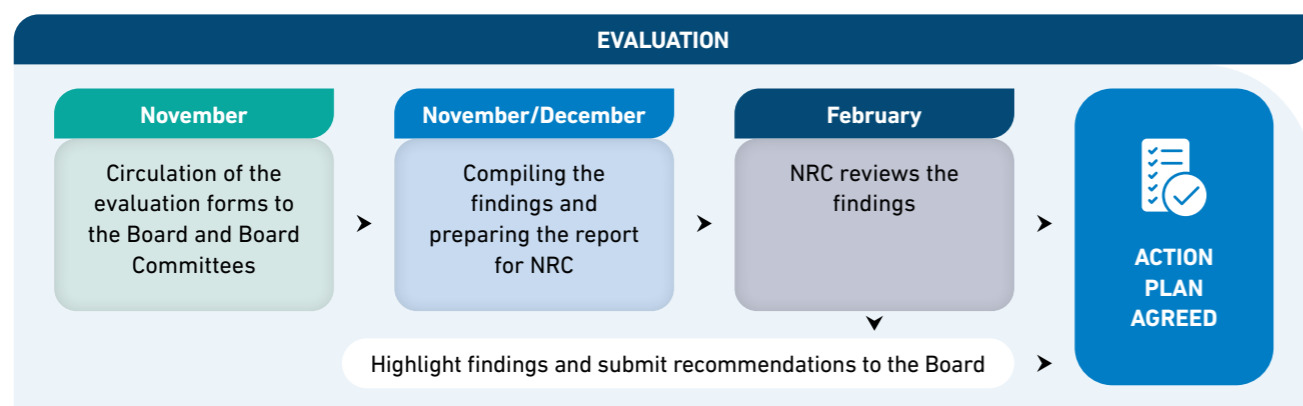 EVALUATION
November
Circulation of the
evaluation forms to
the Board and Board
Committees
November/December
Compiling the
findings and
preparing the report
for NRC
February
NRC reviews the
findings
Highlight findings and submit recommendations to the Board
ACTION
PLAN
AGREED